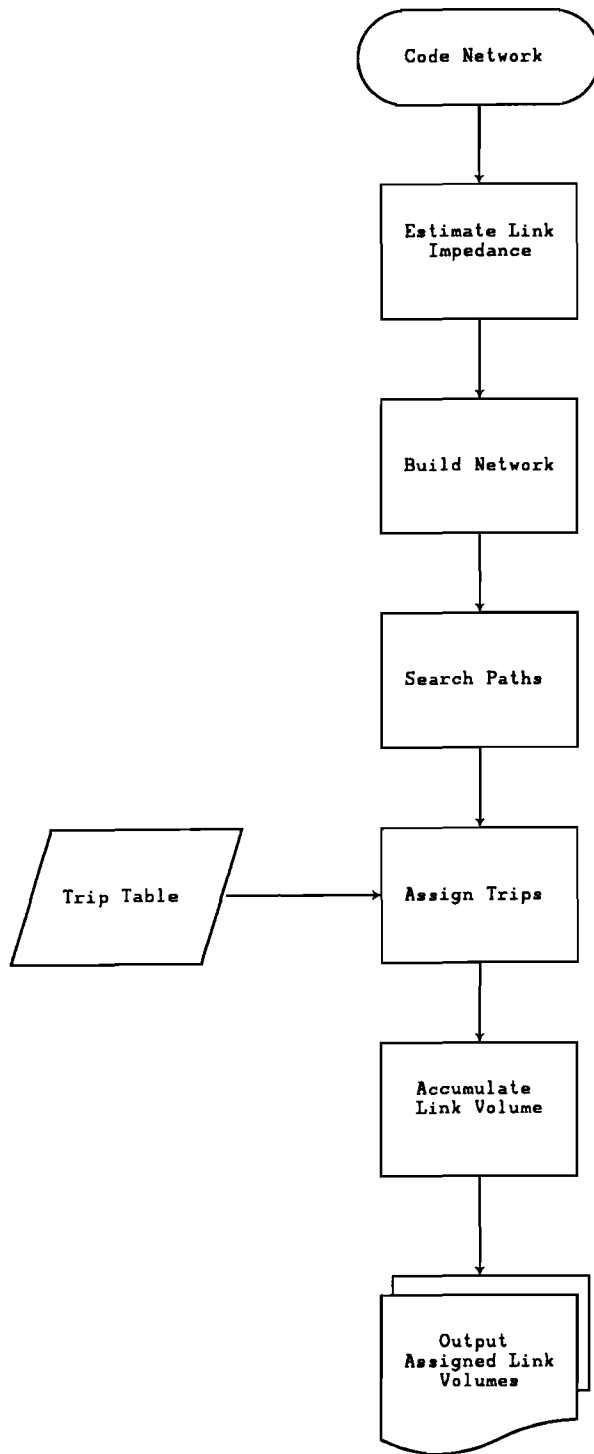 Code Network
Estimate Link
Impedance
Build Network
Search Paths
Trip Table
Assign Trips
Accumulate
Link Volume
Output
Assigned Link
Volumes